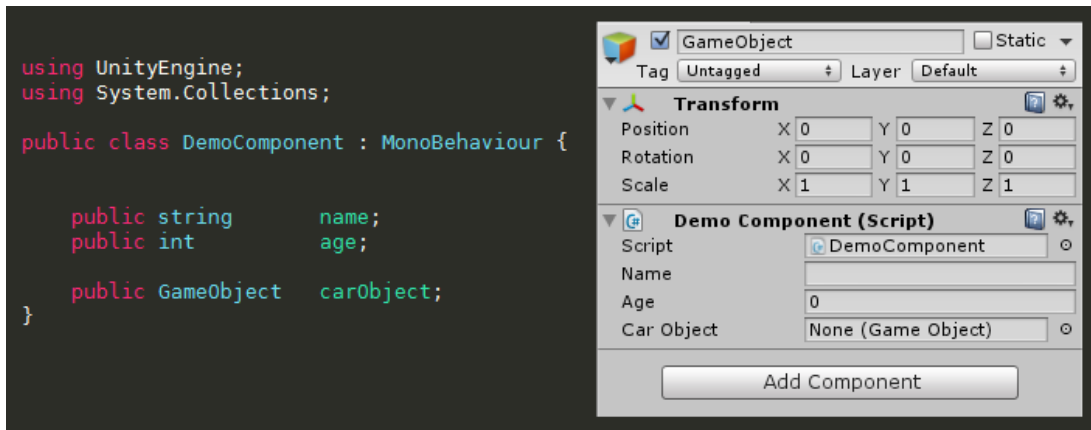 using UnityEngine;
using System.Collections;
public class DemoComponent : MonoBehaviour {
public string name;
public int age;
public GameObject carObject;
}
GameObject Static
Tag Untagged Layer Default
Transform
Position X 0 Y 0 Z 0
Rotation X 0 Y 0 Z 0
Scale X 1 Y 1 Z 1
Demo Component (Script)
Script DemoComponent
Name
Age 0
Car Object None (Game Object)
Add Component